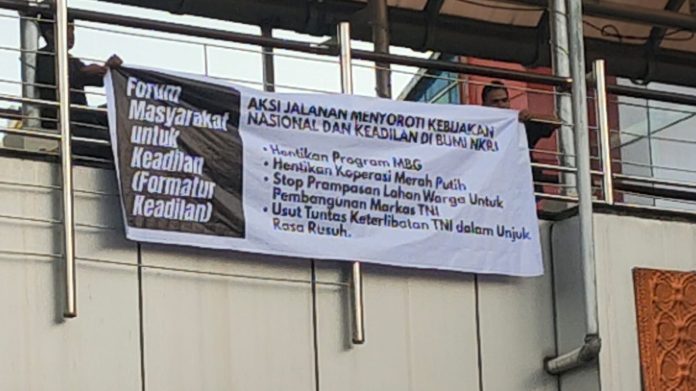 Forum
Masyarakat
untuk
Keadilan
(Formatur
Keadilan)
AKSI JALANAN MENYOROTI KEBIJAKAN
NASIONAL DAN KEADILAN DI BUMI NKRI
• Hentikan Program MBG
• Hentikan Koperasi Merah Putih
• Stop Prampasan Lahan Warga Untuk
Pembangunan Markas TNI
• Usut Tuntas Keterlibatan TNI dalam Unjuk
Rasa Rusuh.